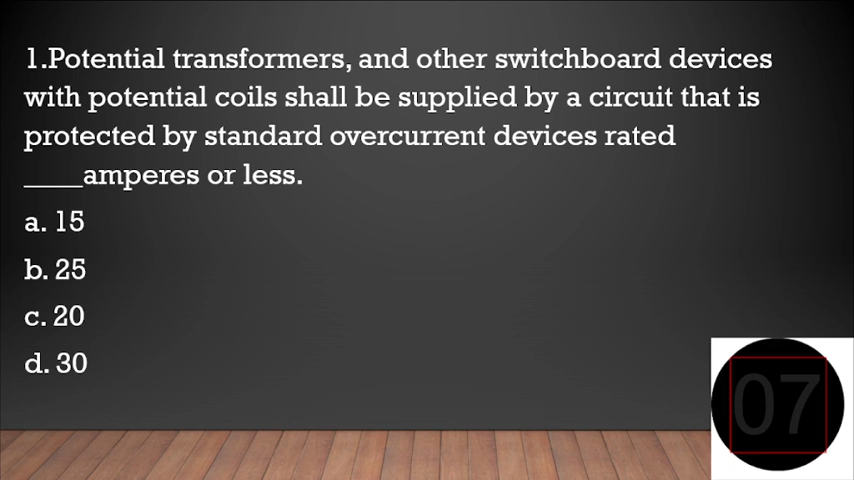 1.Potential transformers, and other switchboard devices
with potential coils shall be supplied by a circuit that is
protected by standard overcurrent devices rated
____amperes or less.
a. 15
b. 25
c. 20
d. 30
07